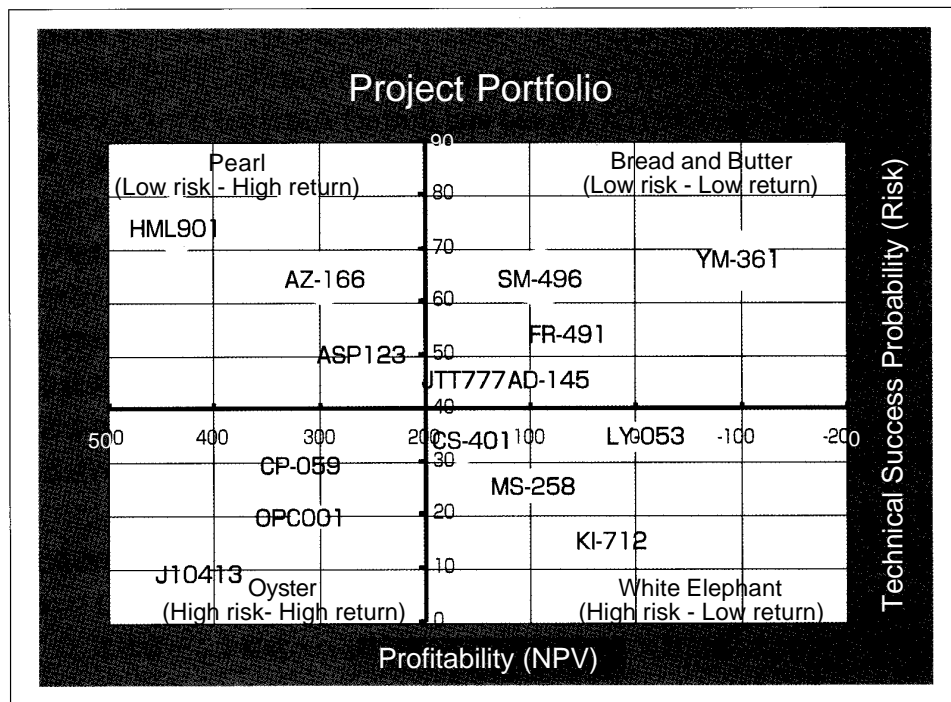 Project Portfolio
90
Pearl
(Low risk - High return)
Bread and Butter
(Low risk - Low return)
80
HML901
70
YM-361
AZ-166
SM-496
60
FR-491
ASP123
50
JTT777AD-145
40
500
400
300
200
CS-401
100
LY-053
-100
-200
30
CP-059
MS-258
20
OPC001
KI-712
10
J10413
Oyster
(High risk- High return)
White Elephant
(High risk - Low return)
0
Profitability (NPV)
Technical Success Probability (Risk)